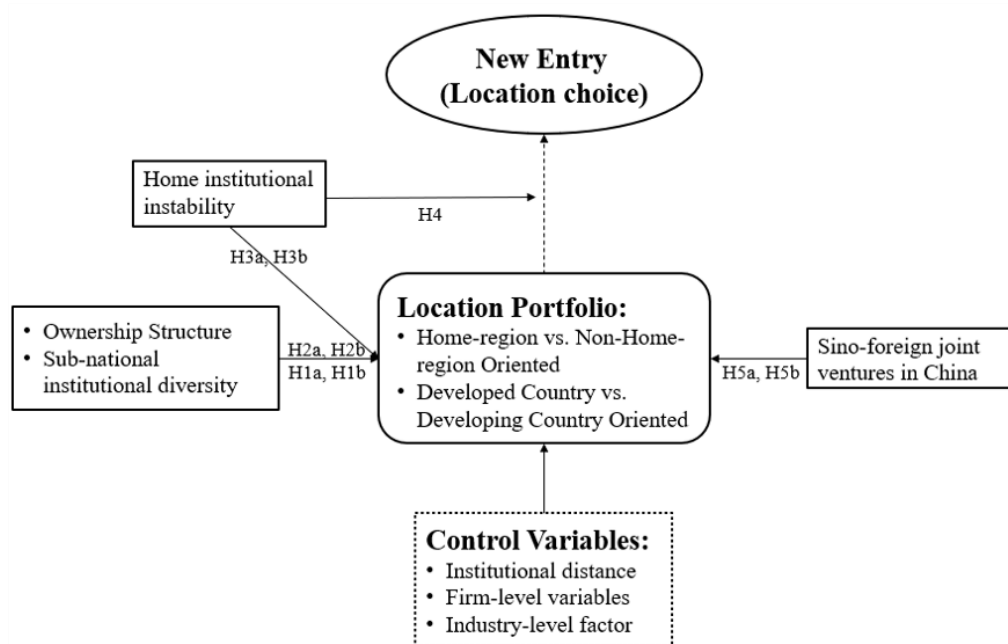 New Entry
(Location choice)
Home institutional
instability
H4
H3a, H3b
Location Portfolio:
• Home-region vs. Non-Home-
region Oriented
• Developed Country vs.
Developing Country Oriented
• Ownership Structure
• Sub-national
institutional diversity
H2a, H2b
H1a, H1b
Sino-foreign joint
ventures in China
H5a, H5b
Control Variables:
• Institutional distance
• Firm-level variables
• Industry-level factor